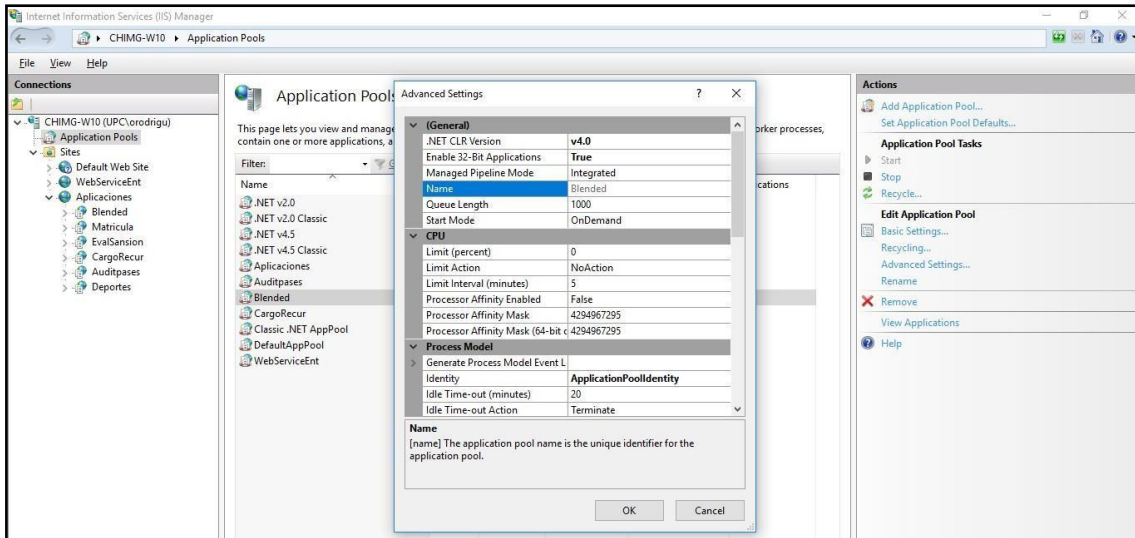 Internet Information Services (IIS) Manager
CHIMG-W10 Application Pools
File View Help
Connections
CHIMG-W10 (UPC\orodrigu)
Application Pools
Sites
Default Web Site
WebServiceEnt
Aplicaciones
Blended
Matricula
EvalSansion
CargoRecur
Auditpases
Deportes
Application Pools
This page lets you view and manage
orker processes,
contain one or more applications, a
Filter:
Name
cations
.NET v2.0
.NET v2.0 Classic
.NET v4.5
.NET v4.5 Classic
Aplicaciones
Auditpases
Blended
CargoRecur
Classic .NET AppPool
DefaultAppPool
WebServiceEnt
Advanced Settings ? X
(General)
.NET CLR Version v4.0
Enable 32-Bit Applications True
Managed Pipeline Mode Integrated
Name Blended
Queue Length 1000
Start Mode OnDemand
CPU
Limit (percent) 0
Limit Action NoAction
Limit Interval (minutes) 5
Processor Affinity Enabled False
Processor Affinity Mask 4294967295
Processor Affinity Mask (64-bit o 4294967295
Process Model
Generate Process Model Event L
Identity ApplicationPoolIdentity
Idle Time-out (minutes) 20
Idle Time-out Action Terminate
Name
[name] The application pool name is the unique identifier for the
application pool.
OK Cancel
Actions
Add Application Pool...
Set Application Pool Defaults...
Application Pool Tasks
Start
Stop
Recycle...
Edit Application Pool
Basic Settings...
Recycling...
Advanced Settings...
Rename
Remove
View Applications
Help